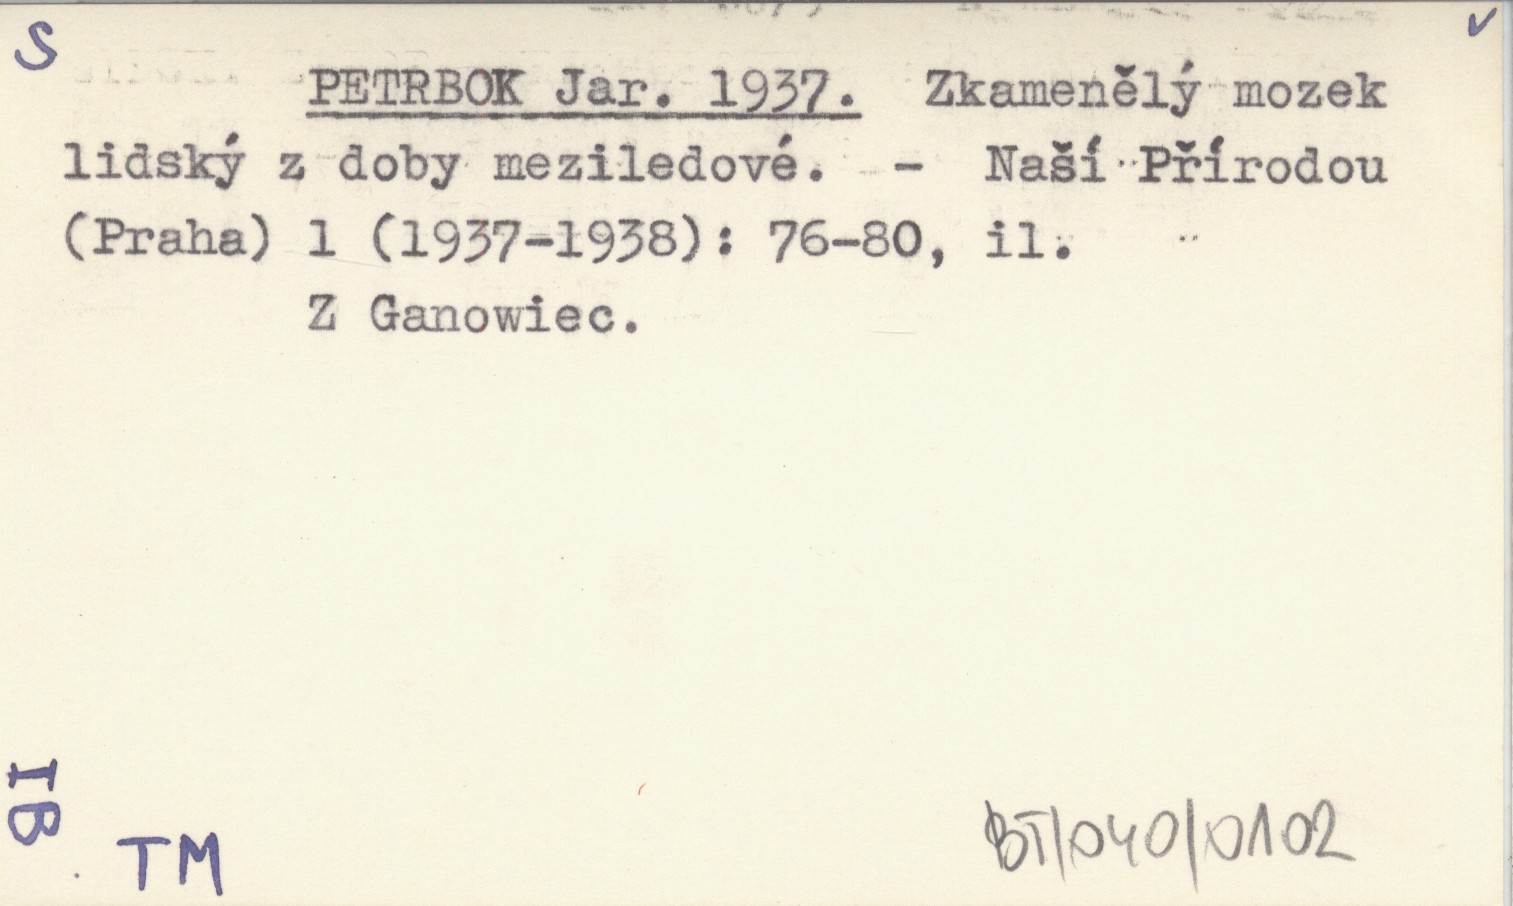 S
PETRBOK Jar. 1937. Zkamenělý mozek
lidský z doby meziledové. - Naší Přírodou
(Praha) 1 (1937-1938): 76-80, il.
Z Ganowiec.
IB
TM
BT/040/0102